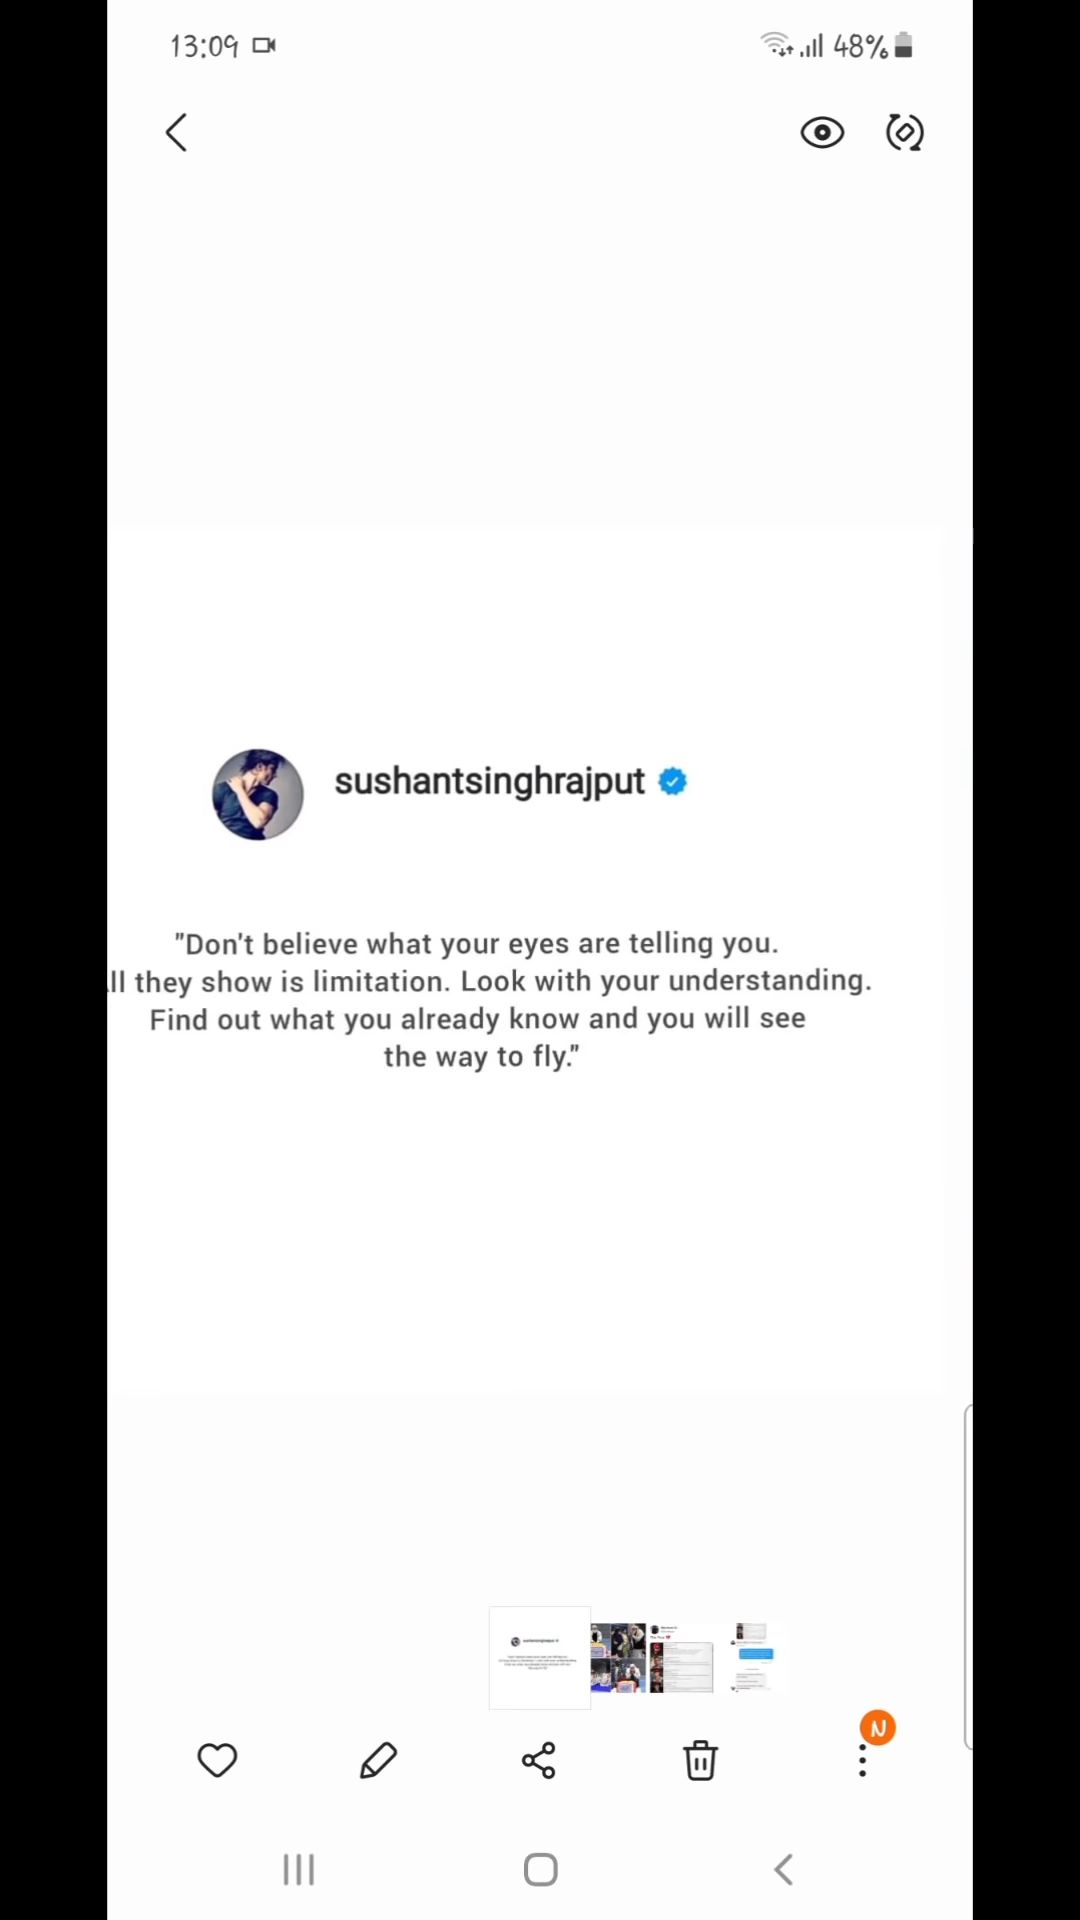 13:09
48%
sushantsinghrajput
"Don't believe what your eyes are telling you.
ll they show is limitation. Look with your understanding.
Find out what you already know and you will see
the way to fly."
N